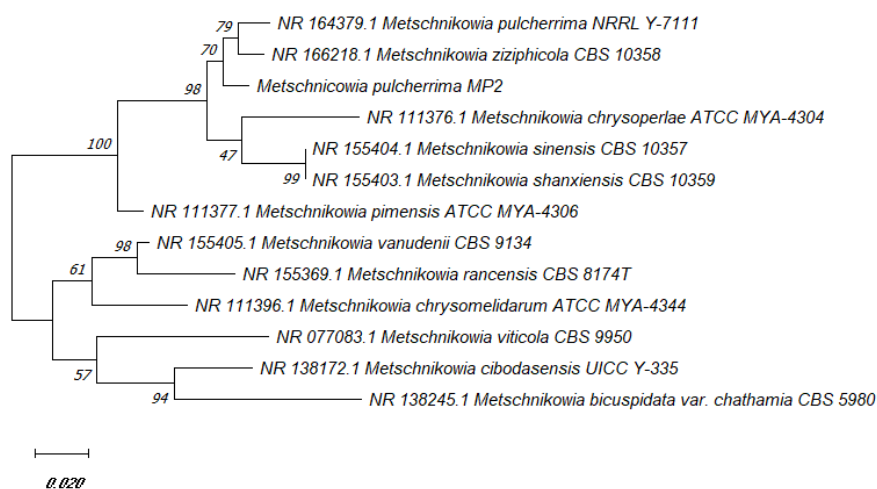 79
NR 164379.1 Metschnikowia pulcherrima NRRL Y-7111
70
NR 166218.1 Metschnikowia ziziphicola CBS 10358
98
Metschnicowia pulcherrima MP2
NR 111376.1 Metschnikowia chrysoperlae ATCC MYA-4304
100
47
NR 155404.1 Metschnikowia sinensis CBS 10357
99
NR 155403.1 Metschnikowia shanxiensis CBS 10359
NR 111377.1 Metschnikowia pimensis ATCC MYA-4306
98
NR 155405.1 Metschnikowia vanudenii CBS 9134
61
NR 155369.1 Metschnikowia rancensis CBS 8174T
NR 111396.1 Metschnikowia chrysomelidarum ATCC MYA-4344
NR 077083.1 Metschnikowia viticola CBS 9950
57
NR 138172.1 Metschnikowia cibodasensis UICC Y-335
94
NR 138245.1 Metschnikowia bicuspidata var. chathamia CBS 5980
0.020